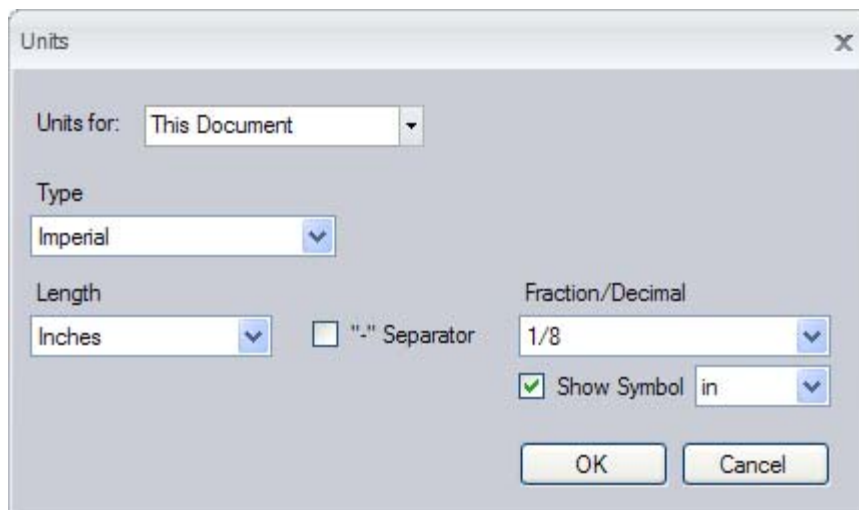 Units
Units for: This Document
Type
Imperial
Length
Fraction/Decimal
Inches
"-" Separator
1/8
Show Symbol in
OK
Cancel